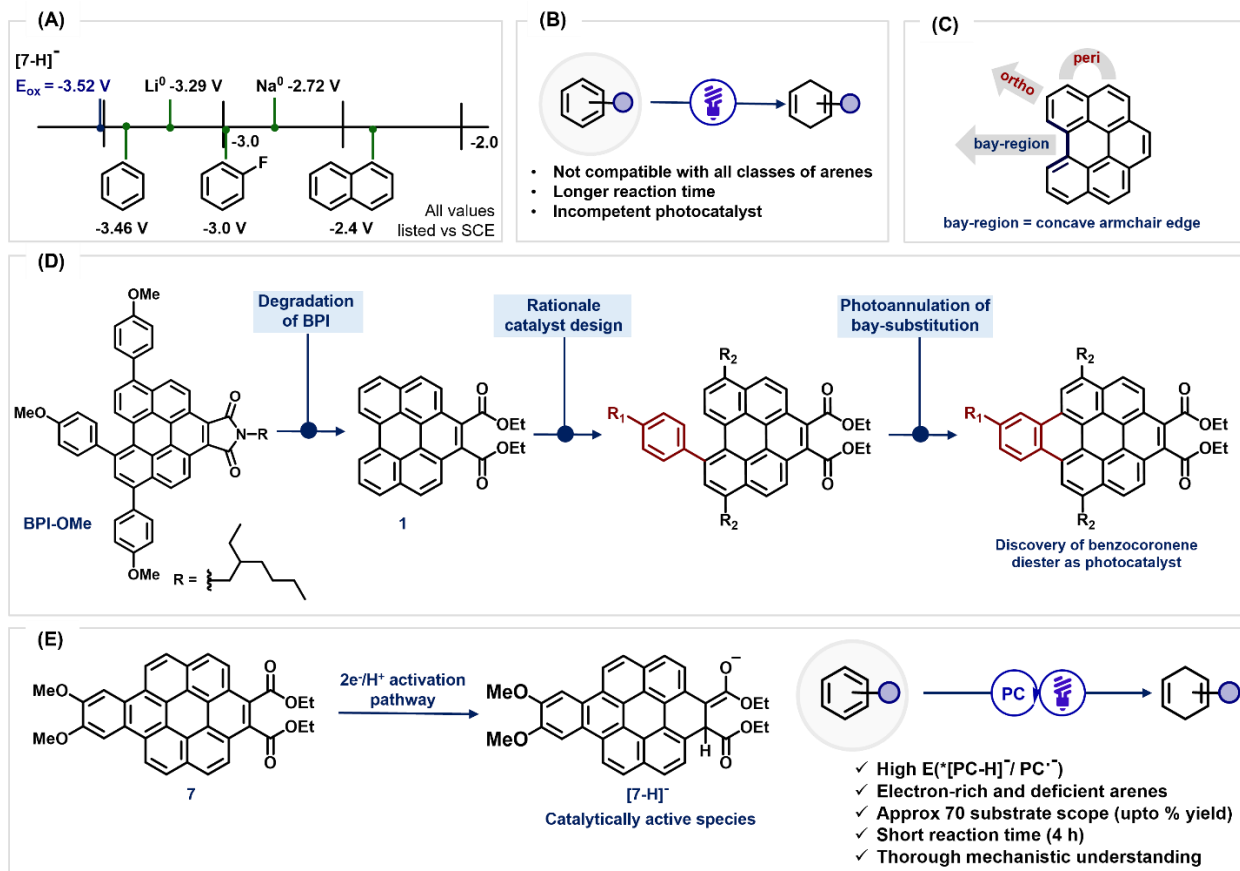 (A)
[7-H]⁻
Eₒₓ = -3.52 V
Li⁰ -3.29 V
Na⁰ -2.72 V
-3.0
-2.0
F
-3.46 V
-3.0 V
-2.4 V
All values
listed vs SCE
(B)
• Not compatible with all classes of arenes
• Longer reaction time
• Incompetent photocatalyst
(C)
peri
ortho
bay-region
bay-region = concave armchair edge
(D)
Degradation
of BPI
Rationale
catalyst design
Photoannulation of
bay-substitution
OMe
MeO
O
N-R
O
OMe
BPI-OMe
R =
O
OEt
OEt
O
1
R₂
R₁
O
OEt
OEt
O
R₂
R₂
R₁
O
OEt
OEt
O
R₂
Discovery of benzocoronene
diester as photocatalyst
(E)
MeO
MeO
O
OEt
OEt
O
7
2e⁻/H⁺ activation
pathway
MeO
MeO
O⁻
OEt
OEt
H
O
[7-H]⁻
Catalytically active species
PC
✓ High E(*[PC-H]⁻/ PC·⁻)
✓ Electron-rich and deficient arenes
✓ Approx 70 substrate scope (upto % yield)
✓ Short reaction time (4 h)
✓ Thorough mechanistic understanding